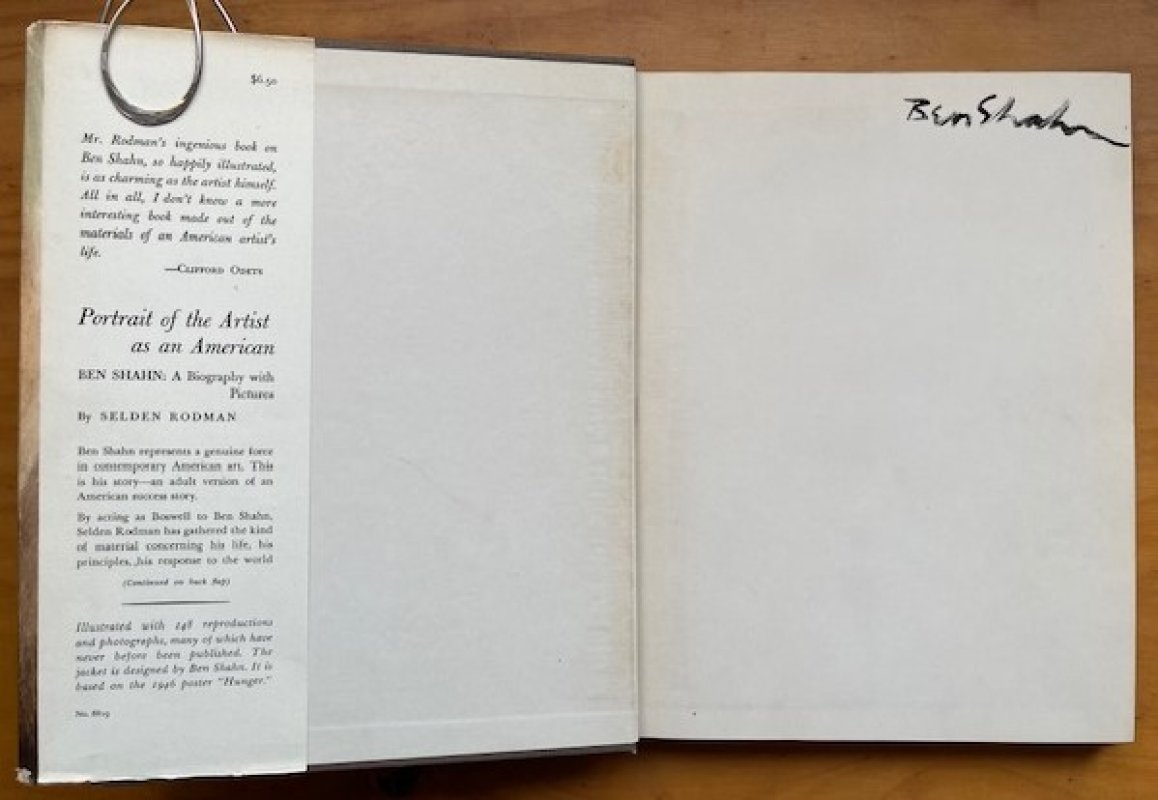 $6.50
Mr. Rodman's ingenious book on
Ben Shahn, so happily illustrated,
is as charming as the artist himself.
All in all, I don't know a more
interesting book made out of the
materials of an American artist's
life.
—CLIFFORD ODETS
Portrait of the Artist
as an American
BEN SHAHN: A Biography with
Pictures
By SELDEN RODMAN
Ben Shahn represents a genuine force
in contemporary American art. This
is his story—an adult version of an
American success story.
By acting as Boswell to Ben Shahn,
Selden Rodman has gathered the kind
of material concerning his life, his
principles, his response to the world
(Continued on back flap)
Illustrated with 148 reproductions
and photographs, many of which have
never before been published. The
jacket is designed by Ben Shahn. It is
based on the 1946 poster "Hunger."
No.
Ben Shahn